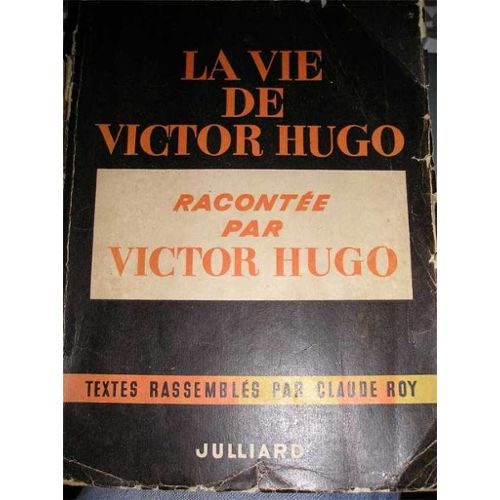 LA VIE
DE
VICTOR HUGO
RACONTÉE
PAR
VICTOR HUGO
TEXTES RASSEMBLÉS PAR CLAUDE ROY
JULLIARD